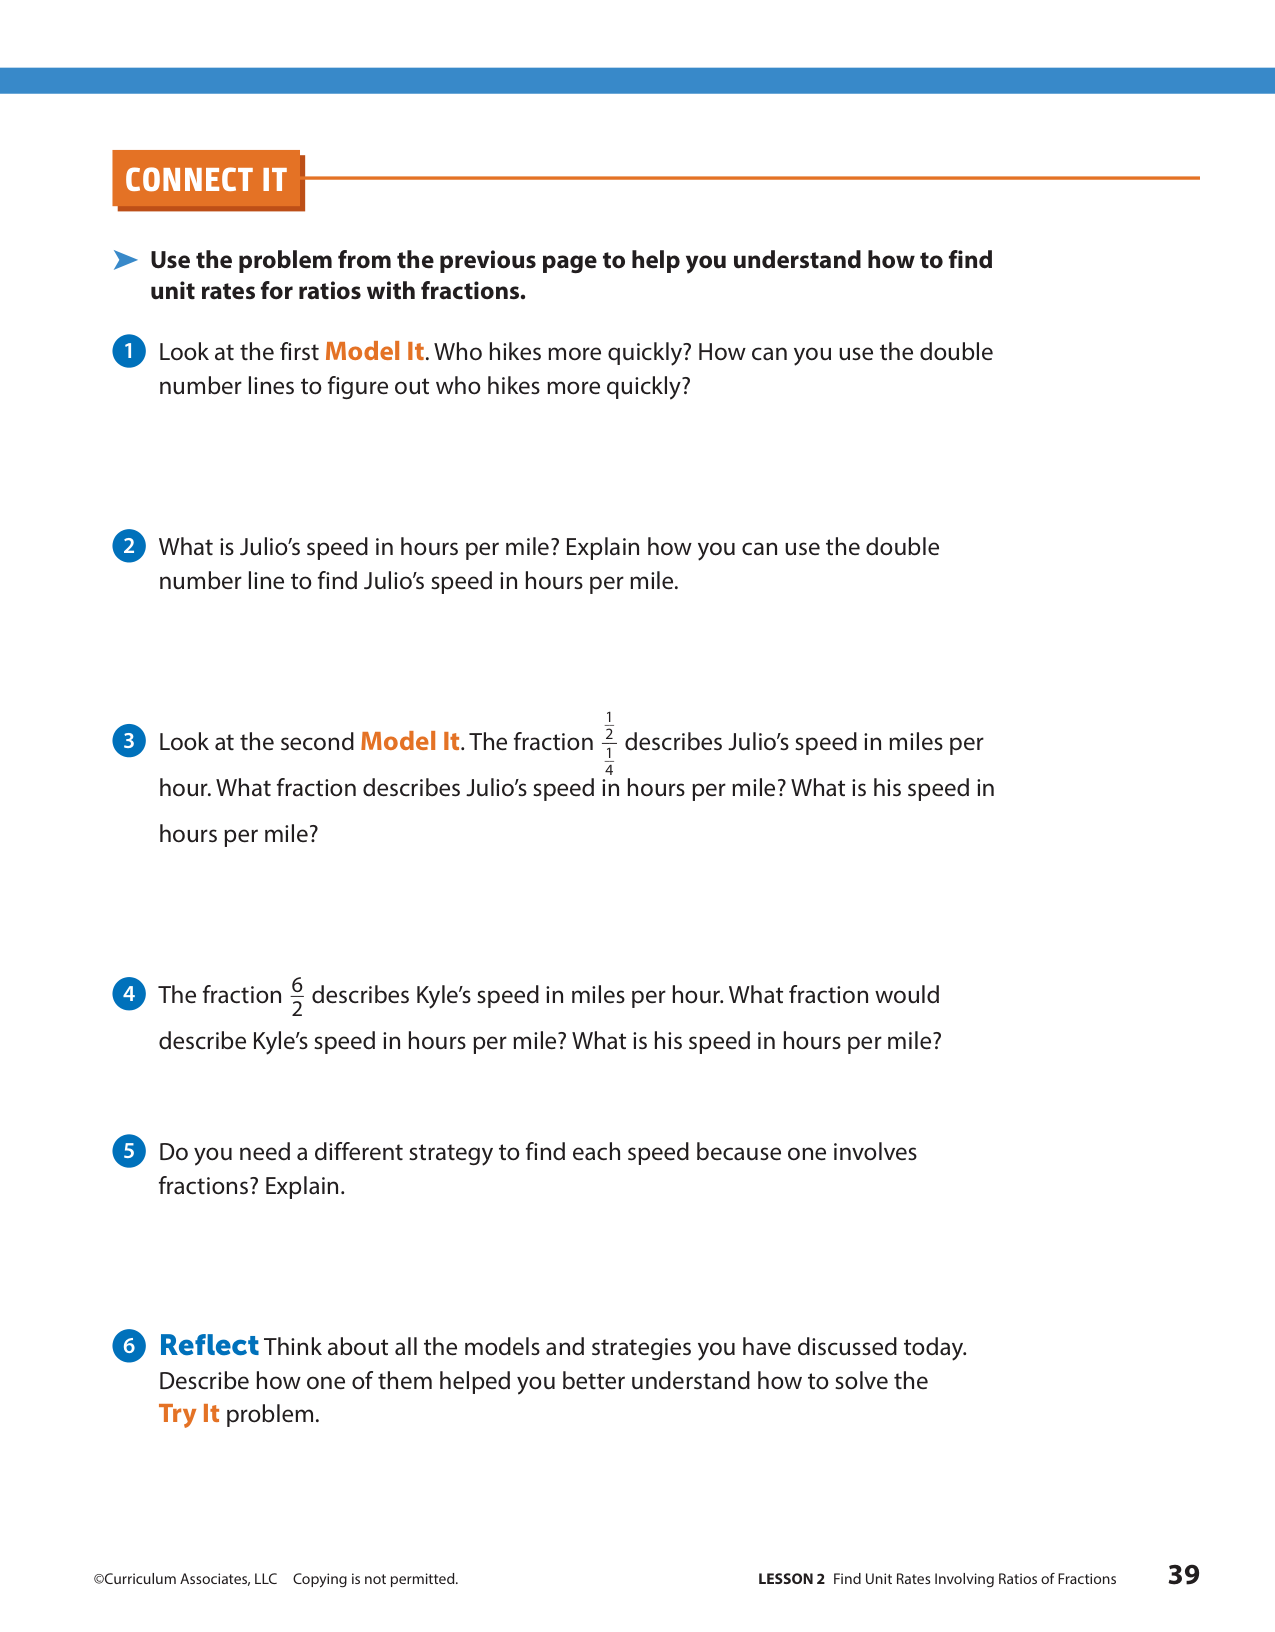 CONNECT IT
➤ Use the problem from the previous page to help you understand how to find
unit rates for ratios with fractions.
1 Look at the first Model It. Who hikes more quickly? How can you use the double
number lines to figure out who hikes more quickly?
2 What is Julio’s speed in hours per mile? Explain how you can use the double
number line to find Julio’s speed in hours per mile.
3 Look at the second Model It. The fraction (1/2)/(1/4) describes Julio’s speed in miles per
hour. What fraction describes Julio’s speed in hours per mile? What is his speed in
hours per mile?
4 The fraction 6/2 describes Kyle’s speed in miles per hour. What fraction would
describe Kyle’s speed in hours per mile? What is his speed in hours per mile?
5 Do you need a different strategy to find each speed because one involves
fractions? Explain.
6 Reflect Think about all the models and strategies you have discussed today.
Describe how one of them helped you better understand how to solve the
Try It problem.
©Curriculum Associates, LLC Copying is not permitted. LESSON 2 Find Unit Rates Involving Ratios of Fractions 39